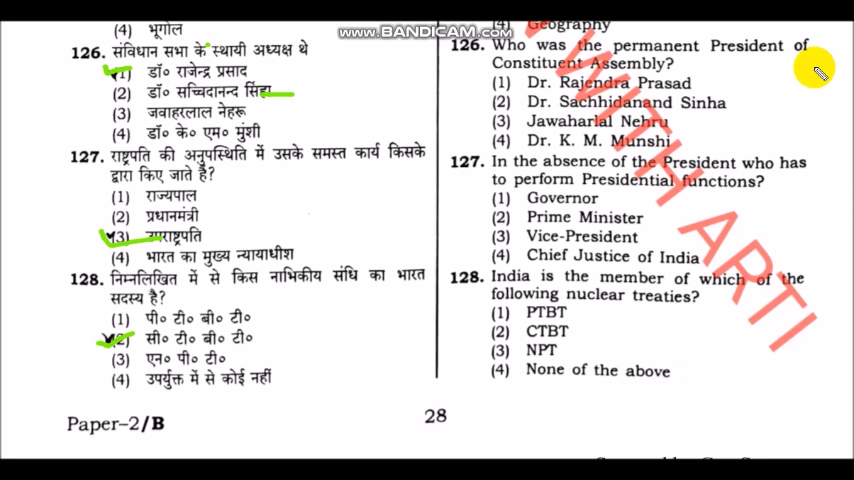 WWW.BANDICAM.COM
(4) भूगोल
126. संविधान सभा के स्थायी अध्यक्ष थे
(1) डॉ० राजेन्द्र प्रसाद
(2) डॉ० सच्चिदानन्द सिंहा
(3) जवाहरलाल नेहरू
(4) डॉ० के० एम० मुंशी
127. राष्ट्रपति की अनुपस्थिति में उसके समस्त कार्य किसके
द्वारा किए जाते है?
(1) राज्यपाल
(2) प्रधानमंत्री
(3) उपराष्ट्रपति
(4) भारत का मुख्य न्यायाधीश
128. निम्नलिखित में से किस नाभिकीय संधि का भारत
सदस्य है?
(1) पी० टी० बी० टी०
(2) सी० टी० बी० टी०
(3) एन० पी० टी०
(4) उपर्युक्त में से कोई नहीं
(4) Geography
126. Who was the permanent President of
Constituent Assembly?
(1) Dr. Rajendra Prasad
(2) Dr. Sachhidanand Sinha
(3) Jawaharlal Nehru
(4) Dr. K. M. Munshi
127. In the absence of the President who has
to perform Presidential functions?
(1) Governor
(2) Prime Minister
(3) Vice-President
(4) Chief Justice of India
128. India is the member of which of the
following nuclear treaties?
(1) PTBT
(2) CTBT
(3) NPT
(4) None of the above
WITH ARTI
Paper–2/B
28